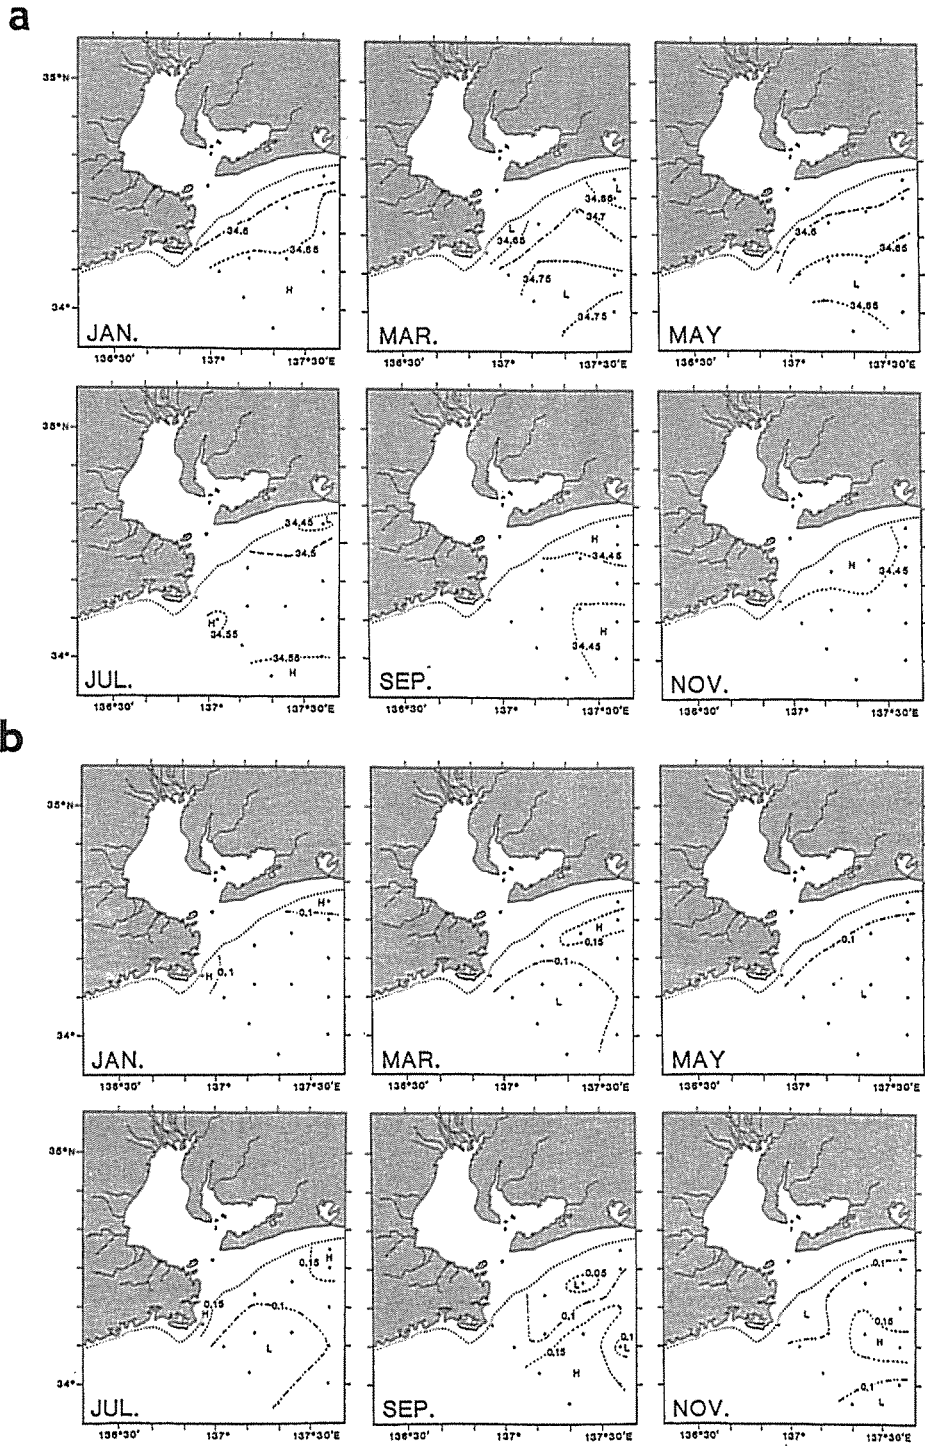 a
35°N
34.6
34.65
H
34°
JAN.
136°30'
137°
137°30'E
L
34.65
34.7
L
34.65
34.75
L
34.75
MAR.
136°30'
137°
137°30'E
34.6
34.65
L
34.65
MAY
136°30'
137°
137°30'E
35°N
34.45
L
34.5
H
34.55
34.55
H
34°
JUL.
136°30'
137°
137°30'E
H
34.45
H
34.45
SEP.
136°30'
137°
137°30'E
H
34.45
NOV.
136°30'
137°
137°30'E
b
35°N
H
0.1
H
0.1
34°
JAN.
136°30'
137°
137°30'E
H
0.15
0.1
L
MAR.
136°30'
137°
137°30'E
0.1
L
MAY
136°30'
137°
137°30'E
35°N
H
0.15
0.15
H
0.1
L
34°
JUL.
136°30'
137°
137°30'E
0.05
L
0.1
0.1
L
0.15
H
SEP.
136°30'
137°
137°30'E
0.1
L
0.15
H
0.1
L
NOV.
136°30'
137°
137°30'E